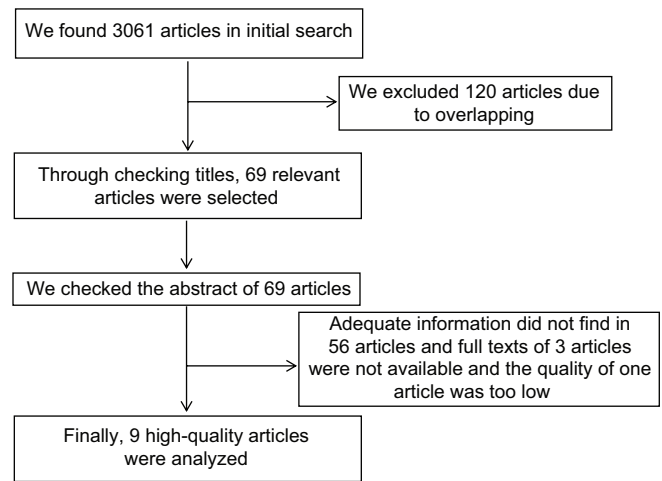 We found 3061 articles in initial search
We excluded 120 articles due
to overlapping
Through checking titles, 69 relevant
articles were selected
We checked the abstract of 69 articles
Adequate information did not find in
56 articles and full texts of 3 articles
were not available and the quality of one
article was too low
Finally, 9 high-quality articles
were analyzed